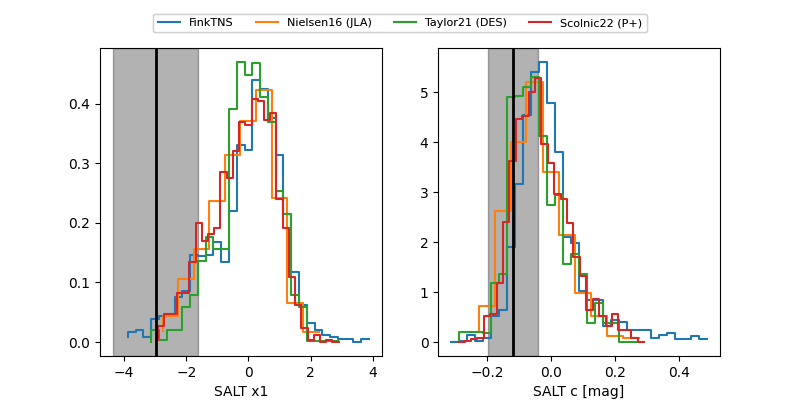 FinkTNS Nielsen16 (JLA) Taylor21 (DES) Scolnic22 (P+)
0.4
0.3
0.2
0.1
0.0
−4 −2 0 2 4
SALT x1
5
4
3
2
1
0
−0.2 0.0 0.2 0.4
SALT c [mag]